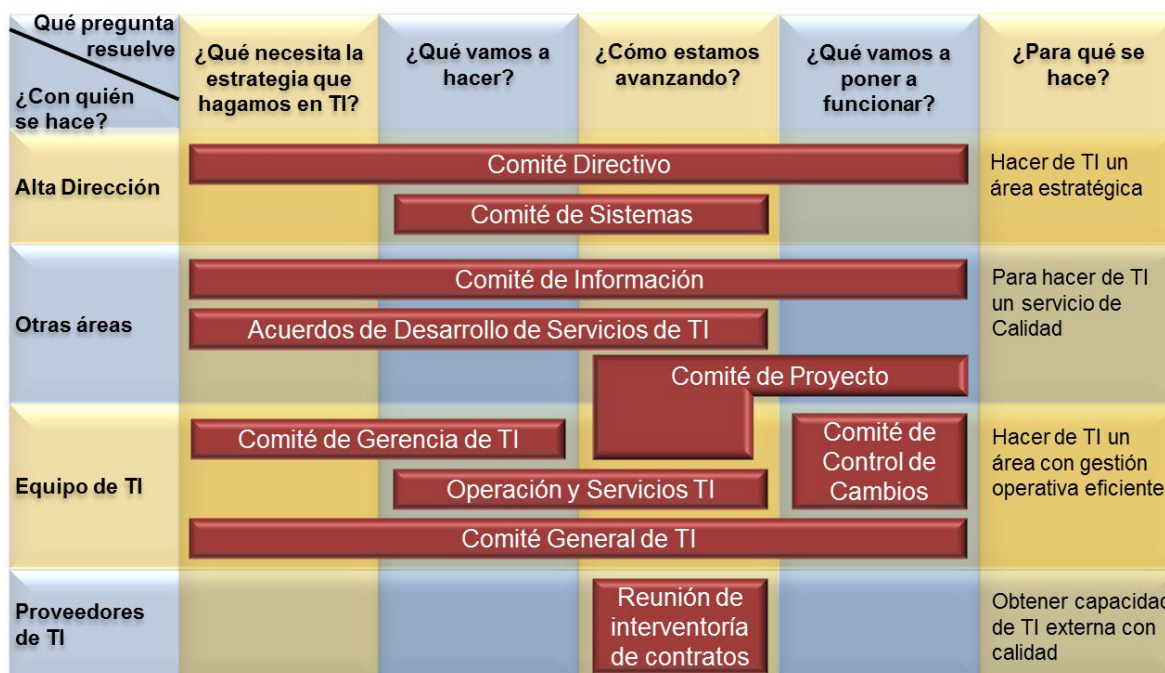 Qué pregunta
resuelve
¿Con quién
se hace?
¿Qué necesita la
estrategia que
hagamos en TI?
¿Qué vamos a
hacer?
¿Cómo estamos
avanzando?
¿Qué vamos a
poner a
funcionar?
¿Para qué se
hace?
Alta Dirección
Comité Directivo
Comité de Sistemas
Hacer de TI un
área estratégica
Otras áreas
Comité de Información
Acuerdos de Desarrollo de Servicios de TI
Comité de Proyecto
Para hacer de TI
un servicio de
Calidad
Equipo de TI
Comité de Gerencia de TI
Operación y Servicios TI
Comité General de TI
Comité de
Control de
Cambios
Hacer de TI un
área con gestión
operativa eficiente
Proveedores
de TI
Reunión de
interventoría
de contratos
Obtener capacidad
de TI externa con
calidad